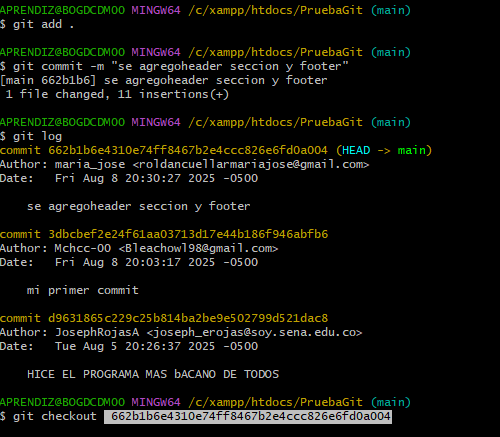 APRENDIZ@BOGDCDM00 MINGW64 /c/xampp/htdocs/PruebaGit (main)
$ git add .
APRENDIZ@BOGDCDM00 MINGW64 /c/xampp/htdocs/PruebaGit (main)
$ git commit -m "se agregoheader seccion y footer"
[main 662b1b6] se agregoheader seccion y footer
1 file changed, 11 insertions(+)
APRENDIZ@BOGDCDM00 MINGW64 /c/xampp/htdocs/PruebaGit (main)
$ git log
commit 662b1b6e4310e74ff8467b2e4ccc826e6fd0a004 (HEAD -> main)
Author: maria_jose <roldancuellarmariajose@gmail.com>
Date:   Fri Aug 8 20:30:27 2025 -0500
se agregoheader seccion y footer
commit 3dbcbef2e24f61aa03713d17e44b186f946abfb6
Author: Mchcc-00 <Bleachowl98@gmail.com>
Date:   Fri Aug 8 20:03:17 2025 -0500
mi primer commit
commit d9631865c229c25b814ba2be9e502799d521dac8
Author: JosephRojasA <joseph_erojas@soy.sena.edu.co>
Date:   Tue Aug 5 20:26:37 2025 -0500
HICE EL PROGRAMA MAS bACANO DE TODOS
APRENDIZ@BOGDCDM00 MINGW64 /c/xampp/htdocs/PruebaGit (main)
$ git checkout 662b1b6e4310e74ff8467b2e4ccc826e6fd0a004